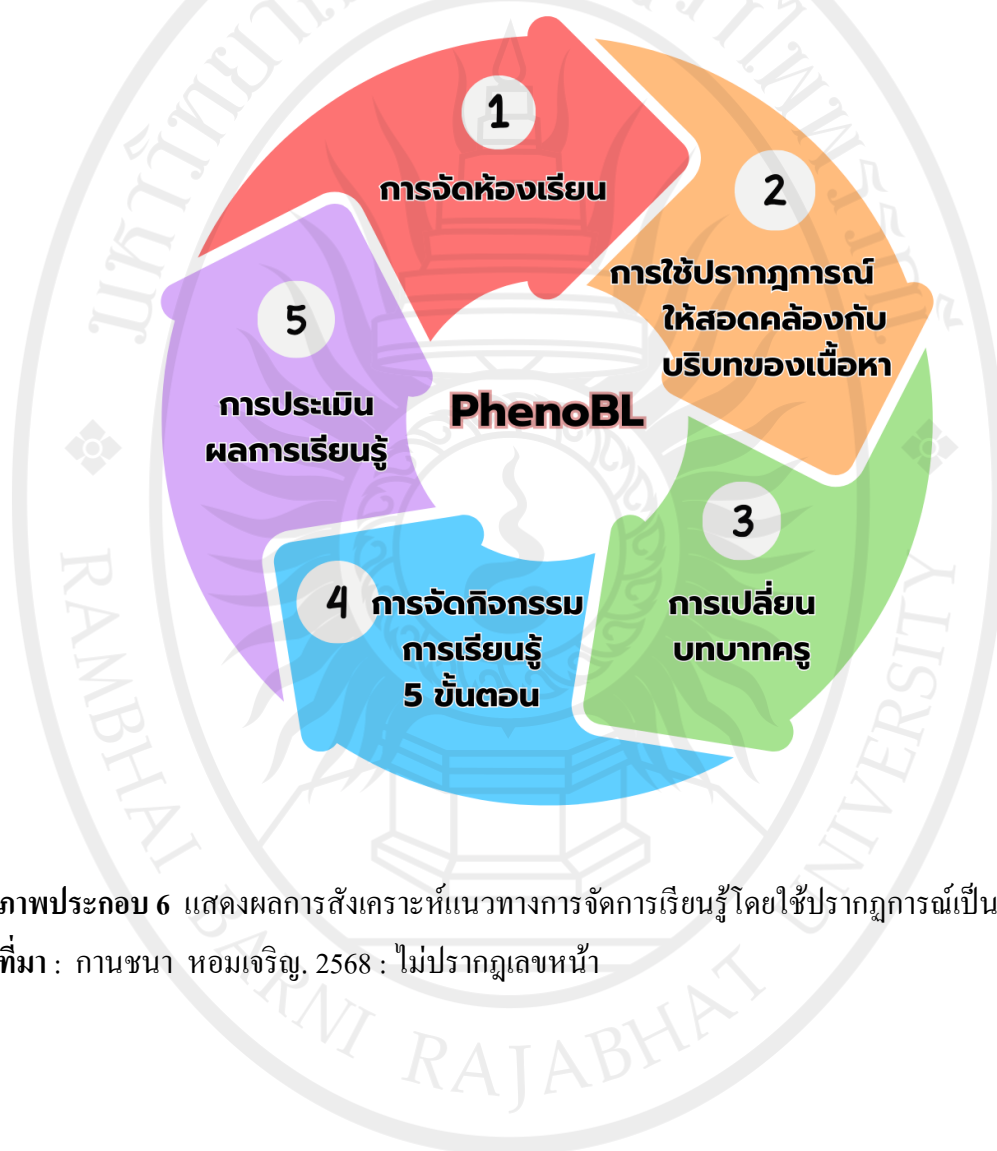 1
การจัดห้องเรียน
2
การใช้ปรากฎการณ์
ให้สอดคล้องกับ
บริบทของเนื้อหา
5
การประเมิน
ผลการเรียนรู้
PhenoBL
3
การเปลี่ยน
บทบาทครู
4 การจัดกิจกรรม
การเรียนรู้
5 ขั้นตอน
ภาพประกอบ 6 แสดงผลการสังเคราะห์แนวทางการจัดการเรียนรู้โดยใช้ปรากฏการณ์เป็น
ที่มา : กานชนา หอมเจริญ. 2568 : ไม่ปรากฏเลขหน้า
RAMBHAI BARNI RAJABHAT UNIVERSITY